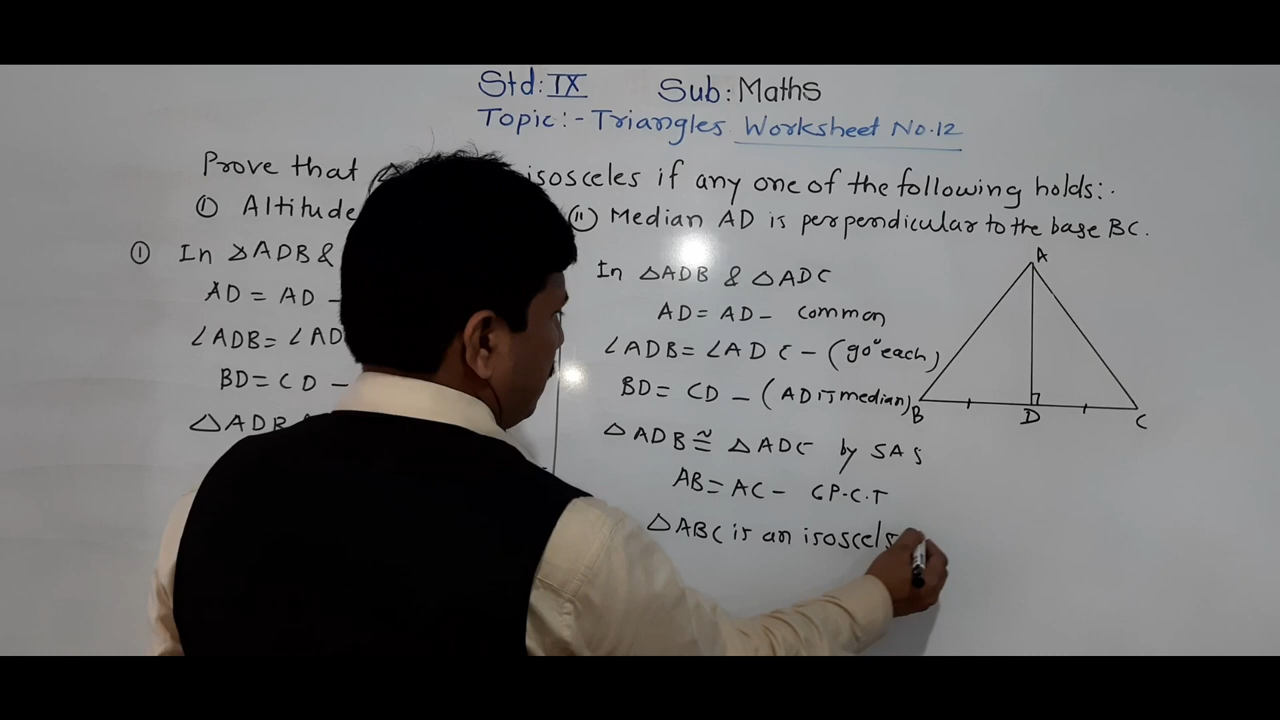 Std: IX Sub: Maths
Topic:- Triangles Worksheet No.12
Prove that △ isosceles if any one of the following holds:.
① Altitude
(ii) Median AD is perpendicular to the base BC.
① In △ADB &
AD = AD -
∠ADB = ∠AD
BD = CD -
△ADB
In △ADB & △ADC
AD = AD - common
∠ADB = ∠ADC - (90° each)
BD = CD - (AD is median)
△ADB ≅ △ADC by SAS
AB = AC - C.P.C.T
△ABC is an isoscels
A
B
D
C